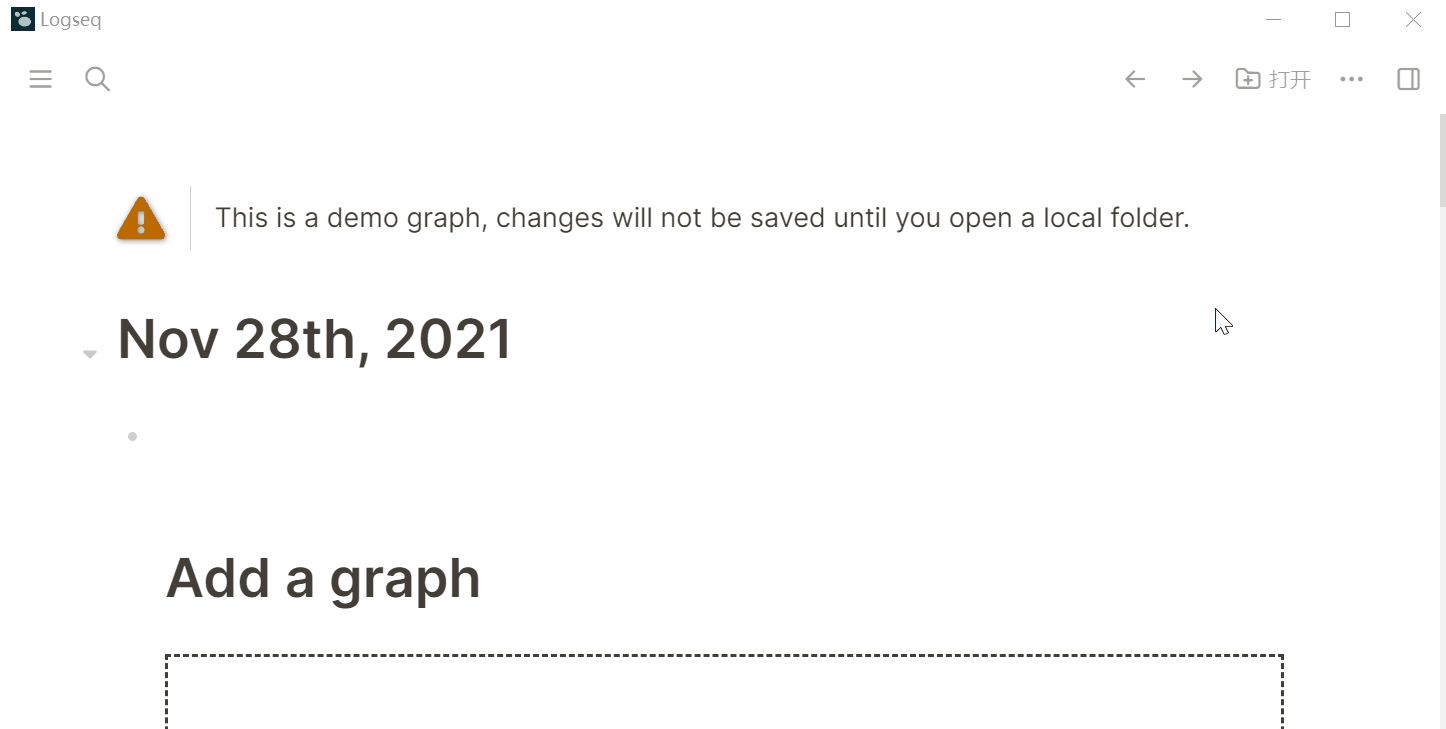 Logseq
打开
This is a demo graph, changes will not be saved until you open a local folder.
Nov 28th, 2021
Add a graph